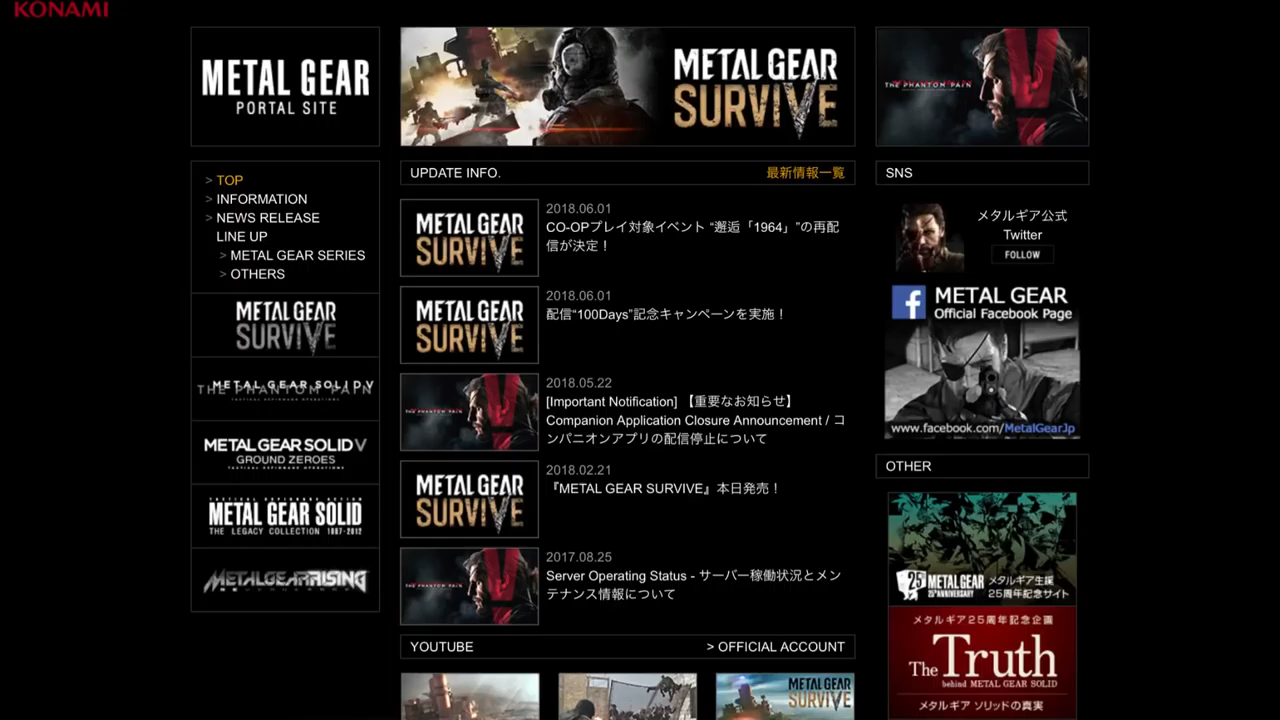 KONAMI
METAL GEAR
PORTAL SITE
METAL GEAR
SURVIVE
THE PHANTOM PAIN
> TOP
> INFORMATION
> NEWS RELEASE
LINE UP
> METAL GEAR SERIES
> OTHERS
METAL GEAR
SURVIVE
METAL GEAR SOLID V
THE PHANTOM PAIN
TACTICAL ESPIONAGE OPERATIONS
METAL GEAR SOLID V
GROUND ZEROES
TACTICAL ESPIONAGE OPERATIONS
TACTICAL ESPIONAGE ACTION
METAL GEAR SOLID
THE LEGACY COLLECTION 1987-2012
METAL GEAR RISING
UPDATE INFO.
最新情報一覧
METAL GEAR
SURVIVE
2018.06.01
CO-OPプレイ対象イベント “邂逅「1964」”の再配
信が決定！
METAL GEAR
SURVIVE
2018.06.01
配信“100Days”記念キャンペーンを実施！
THE PHANTOM PAIN
2018.05.22
[Important Notification] 【重要なお知らせ】
Companion Application Closure Announcement / コ
ンパニオンアプリの配信停止について
METAL GEAR
SURVIVE
2018.02.21
『METAL GEAR SURVIVE』本日発売！
THE PHANTOM PAIN
2017.08.25
Server Operating Status - サーバー稼働状況とメン
テナンス情報について
YOUTUBE
> OFFICIAL ACCOUNT
METAL GEAR
SURVIVE
SNS
メタルギア公式
Twitter
FOLLOW
METAL GEAR
Official Facebook Page
www.facebook.com/MetalGearJp
OTHER
25th
METAL GEAR
25th ANNIVERSARY
メタルギア生誕
25周年記念サイト
メタルギア25周年記念企画
The Truth
behind METAL GEAR SOLID
メタルギア ソリッドの真実